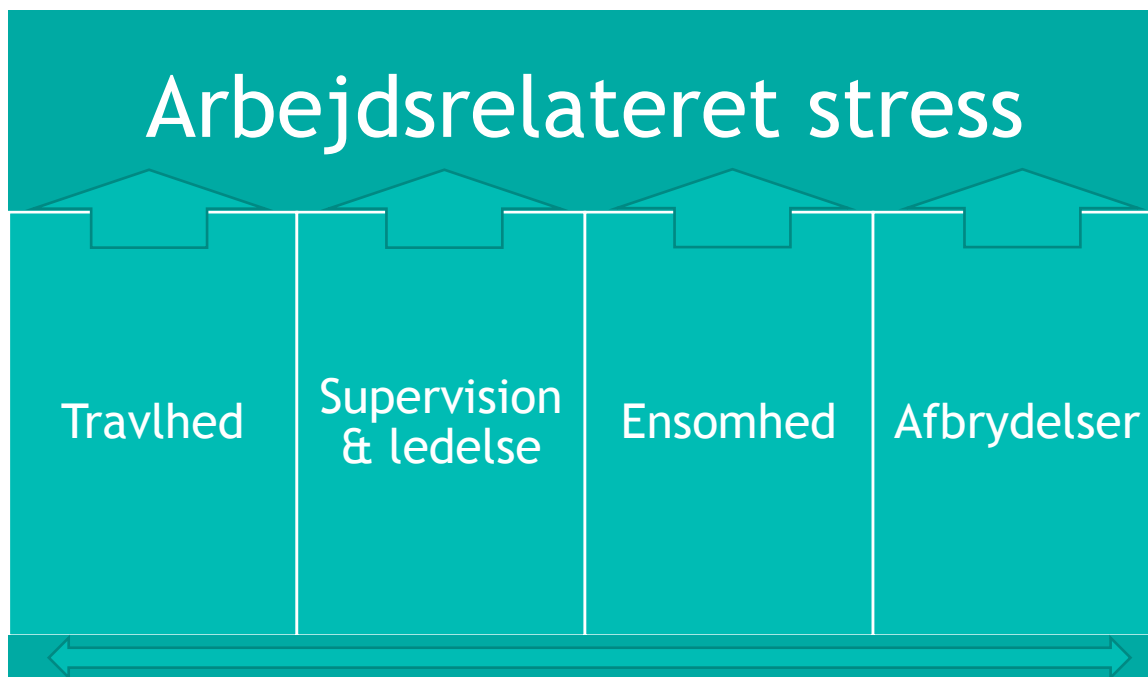 Arbejdsrelateret stress
Travlhed
Supervision
& ledelse
Ensomhed
Afbrydelser